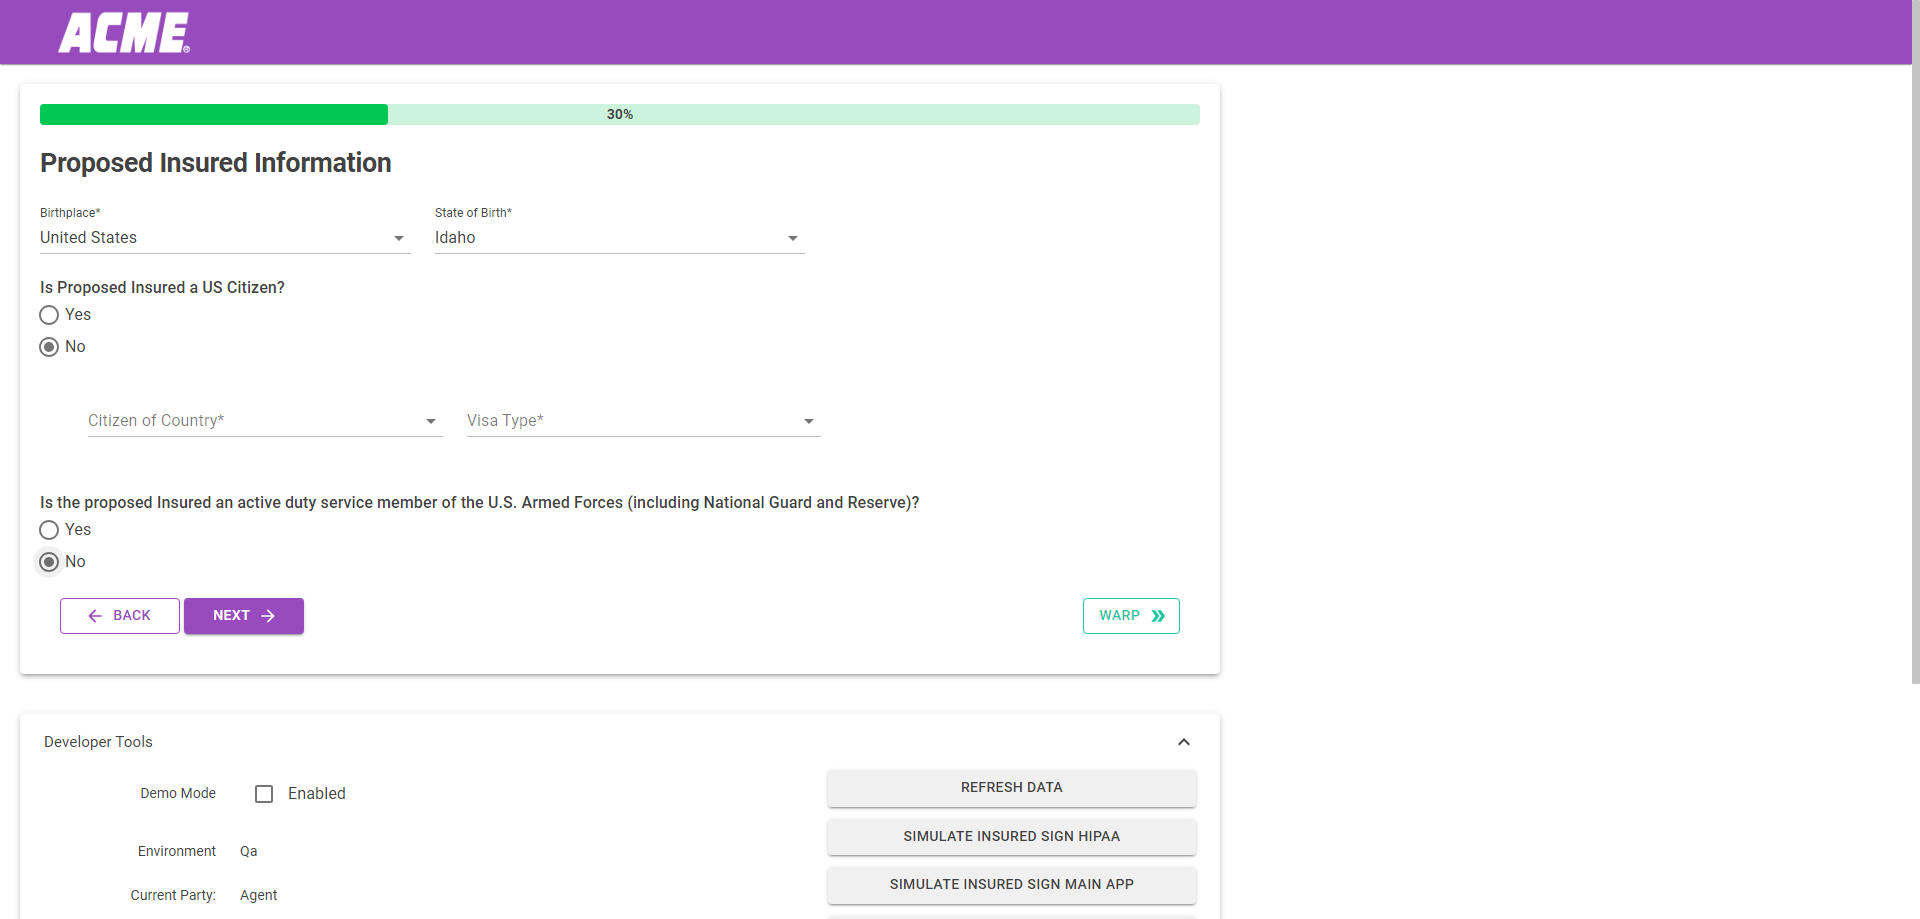 ACME®
30%
Proposed Insured Information
Birthplace* State of Birth*
United States Idaho
Is Proposed Insured a US Citizen?
Yes
No
Citizen of Country* Visa Type*
Is the proposed Insured an active duty service member of the U.S. Armed Forces (including National Guard and Reserve)?
Yes
No
BACK NEXT WARP
Developer Tools
Demo Mode Enabled REFRESH DATA
SIMULATE INSURED SIGN HIPAA
Environment Qa
SIMULATE INSURED SIGN MAIN APP
Current Party: Agent